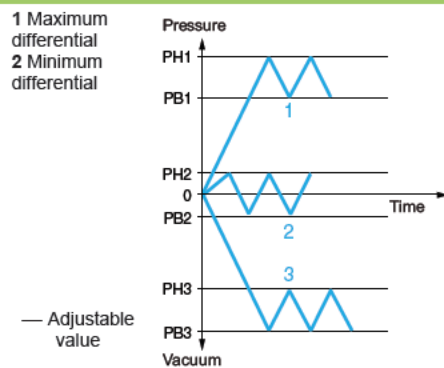 1 Maximum
differential
2 Minimum
differential
Pressure
PH1
PB1
1
PH2
0
Time
PB2
2
3
PH3
— Adjustable
value
PB3
Vacuum